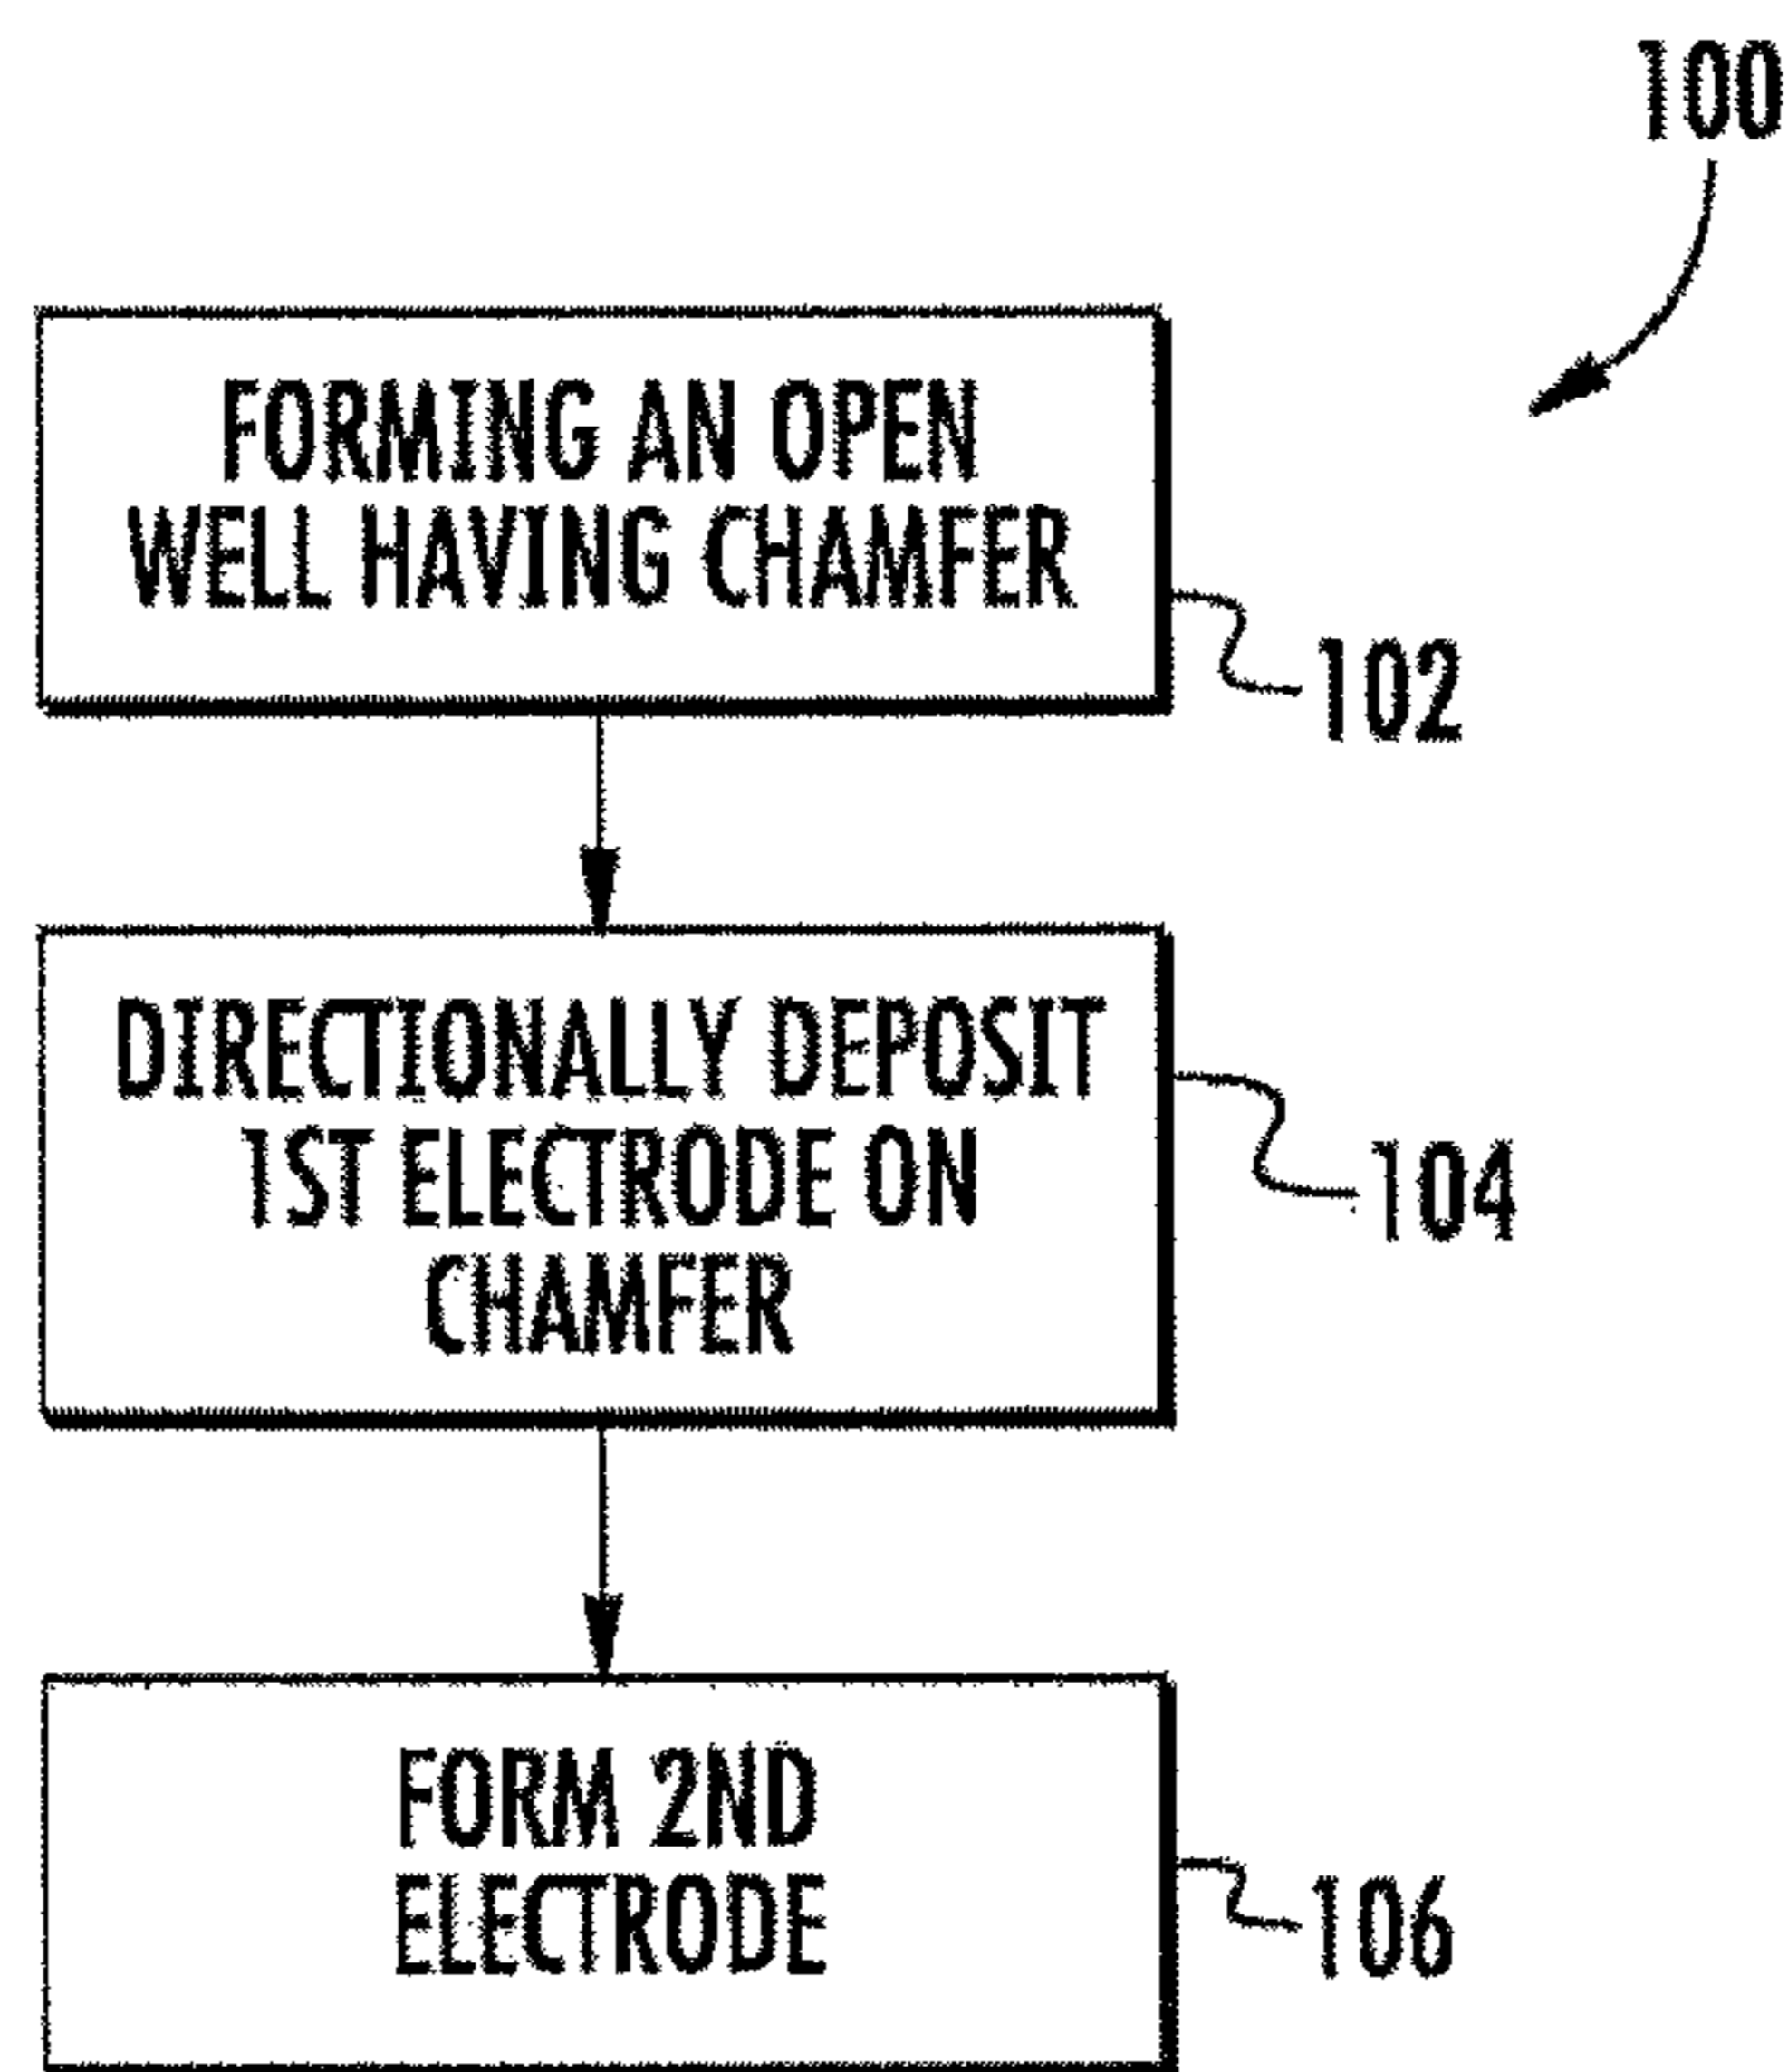 100
FORMING AN OPEN
WELL HAVING CHAMFER
102
DIRECTIONALLY DEPOSIT
1ST ELECTRODE ON
CHAMFER
104
FORM 2ND
ELECTRODE
106